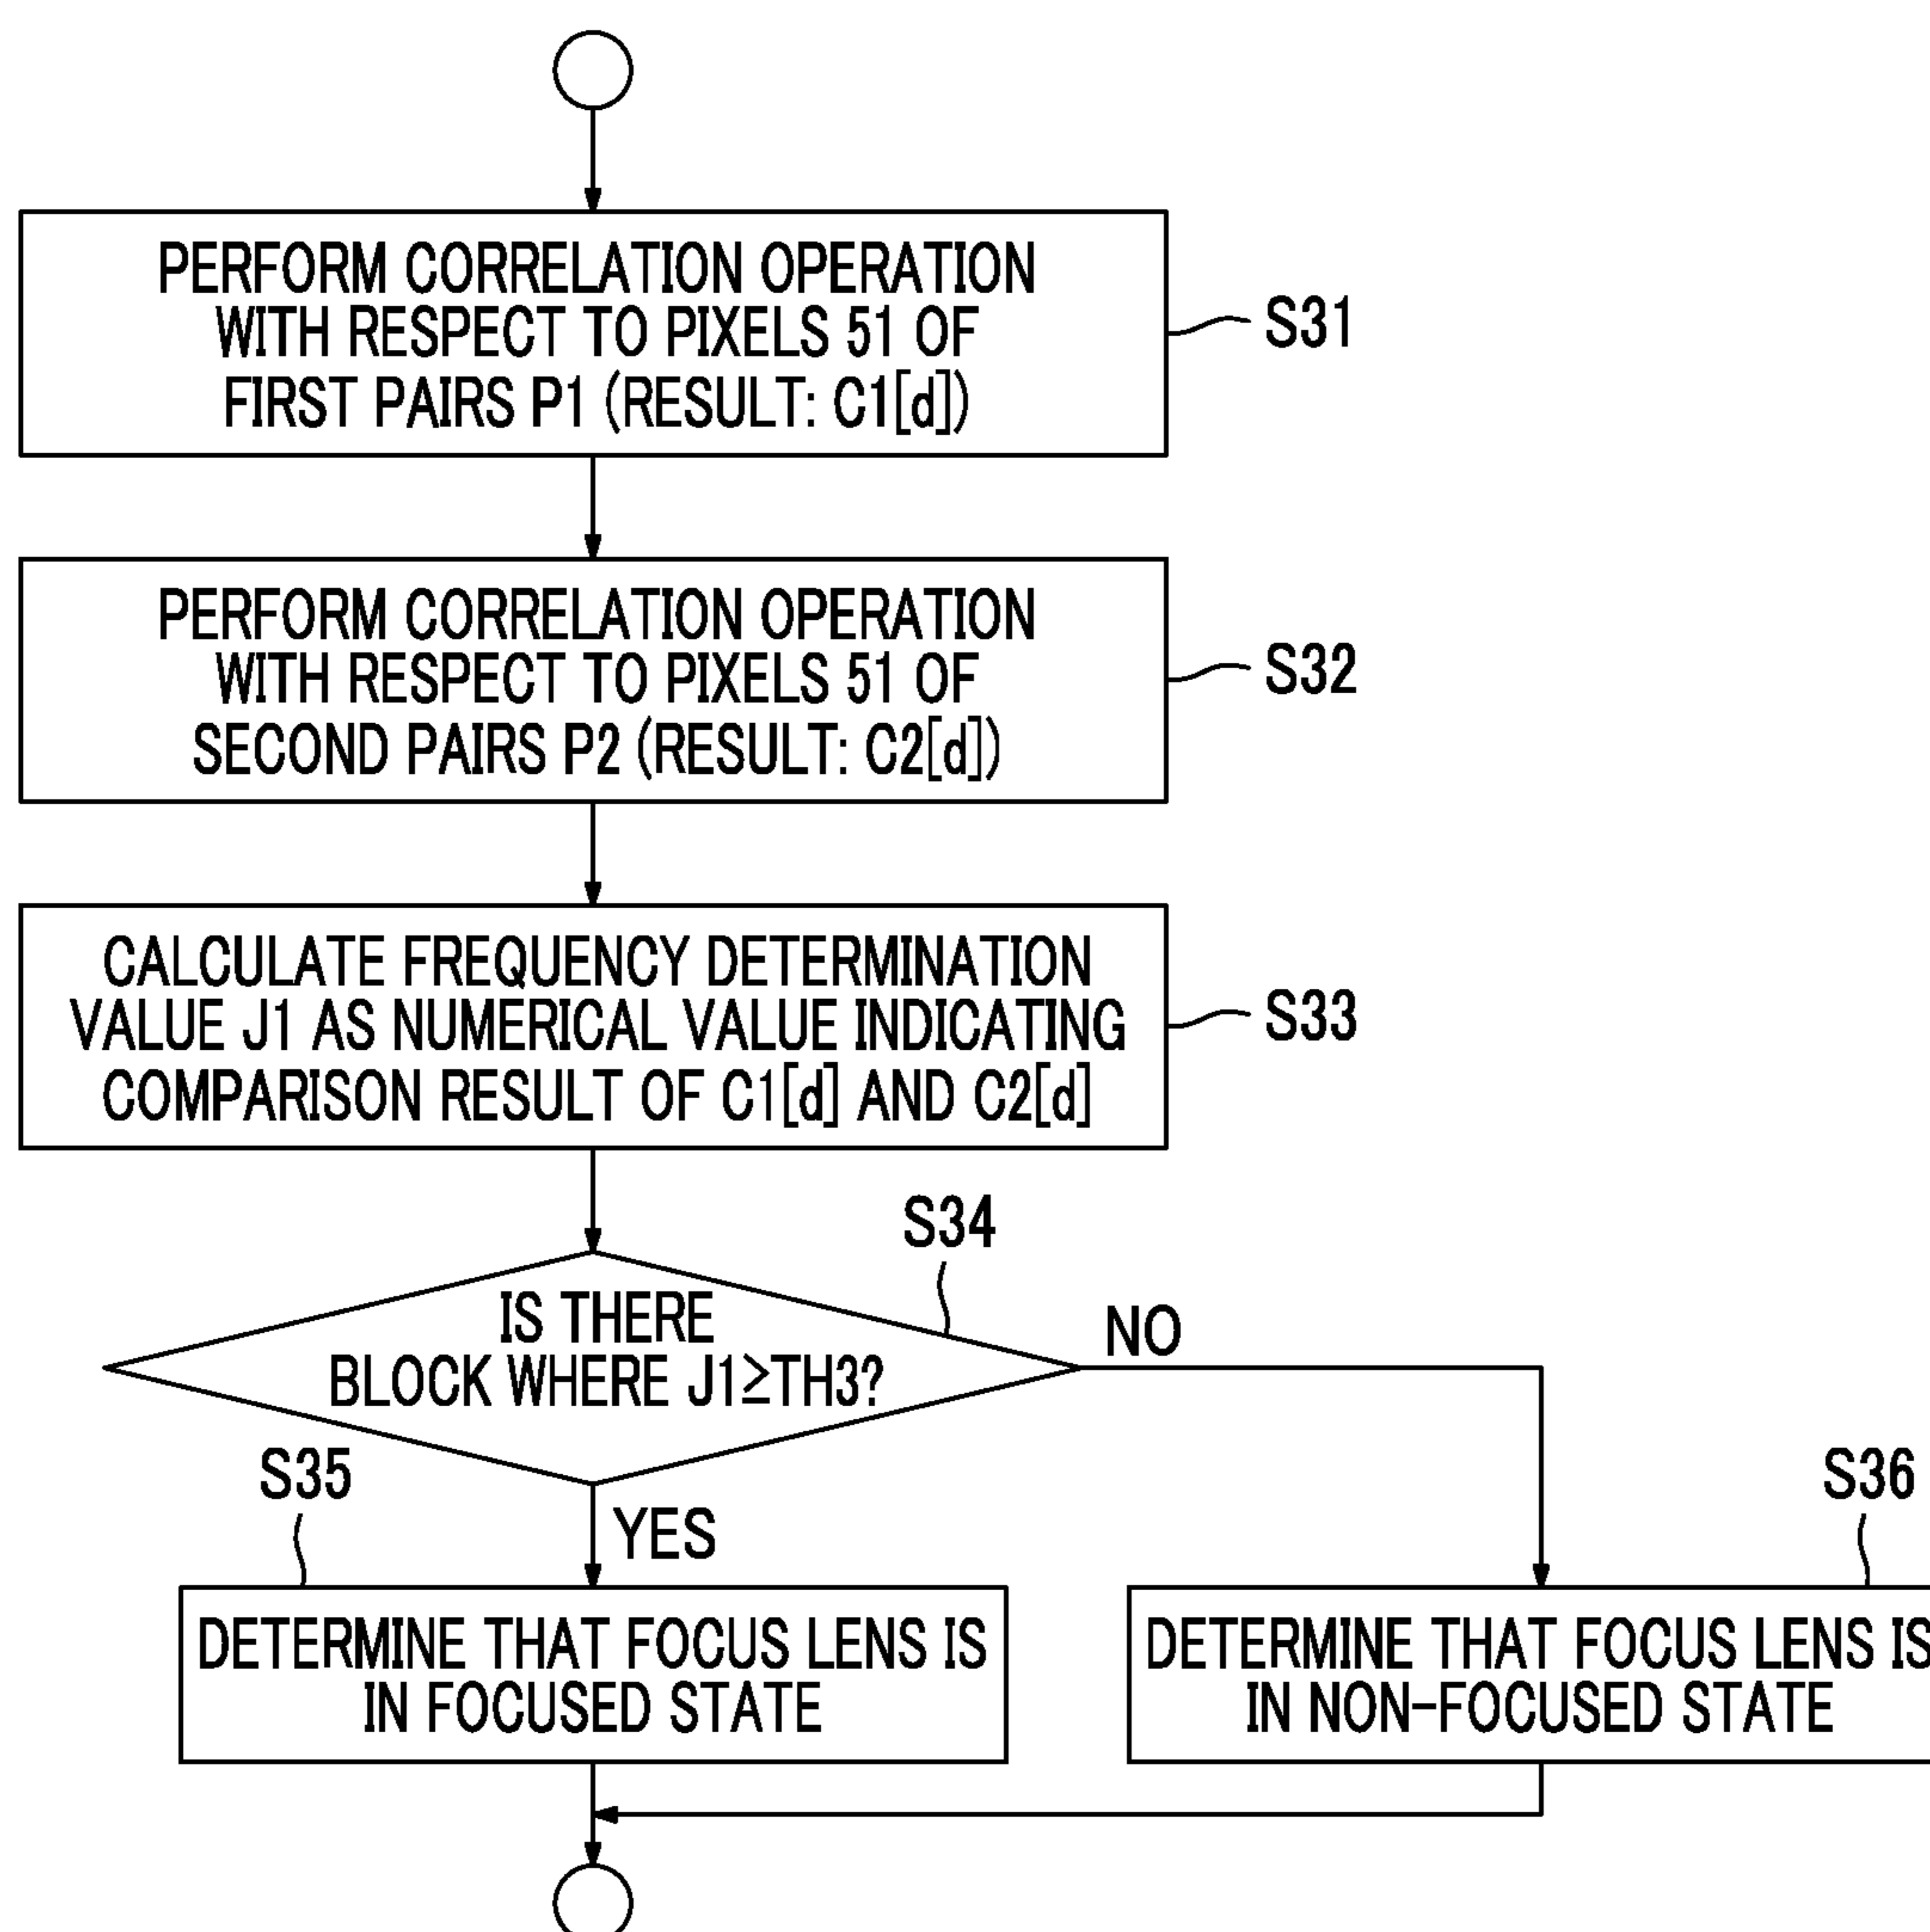 PERFORM CORRELATION OPERATION
WITH RESPECT TO PIXELS 51 OF
FIRST PAIRS P1 (RESULT: C1[d])
S31
PERFORM CORRELATION OPERATION
WITH RESPECT TO PIXELS 51 OF
SECOND PAIRS P2 (RESULT: C2[d])
S32
CALCULATE FREQUENCY DETERMINATION
VALUE J1 AS NUMERICAL VALUE INDICATING
COMPARISON RESULT OF C1[d] AND C2[d]
S33
S34
IS THERE
BLOCK WHERE J1≥TH3?
NO
YES
S35
DETERMINE THAT FOCUS LENS IS
IN FOCUSED STATE
S36
DETERMINE THAT FOCUS LENS IS
IN NON-FOCUSED STATE